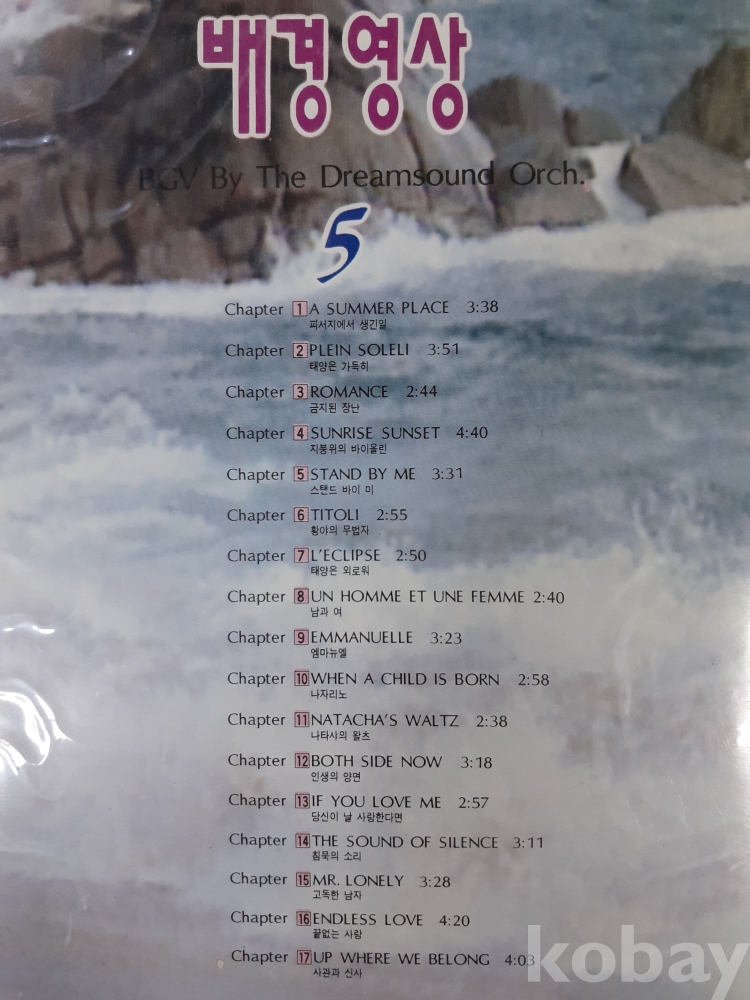 배경영상
BGV By The Dreamsound Orch.
5
Chapter 1 A SUMMER PLACE 3:38
피서지에서 생긴일
Chapter 2 PLEIN SOLELI 3:51
태양은 가득히
Chapter 3 ROMANCE 2:44
금지된 장난
Chapter 4 SUNRISE SUNSET 4:40
지붕위의 바이올린
Chapter 5 STAND BY ME 3:31
스탠드 바이 미
Chapter 6 TITOLI 2:55
황아의 무법자
Chapter 7 L'ECLIPSE 2:50
태양은 외로워
Chapter 8 UN HOMME ET UNE FEMME 2:40
남과 여
Chapter 9 EMMANUELLE 3:23
엠마뉴엘
Chapter 10 WHEN A CHILD IS BORN 2:58
나자리노
Chapter 11 NATACHA'S WALTZ 2:38
나타샤의 왈츠
Chapter 12 BOTH SIDE NOW 3:18
인생의 양면
Chapter 13 IF YOU LOVE ME 2:57
당신이 날 사랑한다면
Chapter 14 THE SOUND OF SILENCE 3:11
침묵의 소리
Chapter 15 MR. LONELY 3:28
고독한 남자
Chapter 16 ENDLESS LOVE 4:20
끝없는 사랑
Chapter 17 UP WHERE WE BELONG 4:03
사관과 신사
kobay